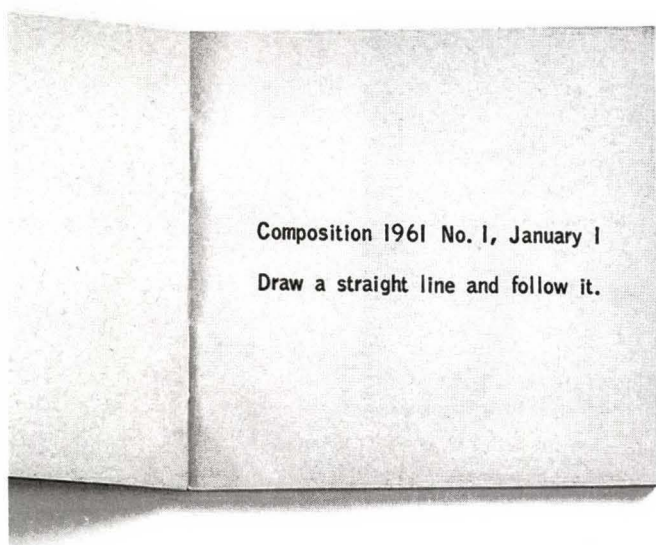 Composition 1961 No. 1, January 1
Draw a straight line and follow it.